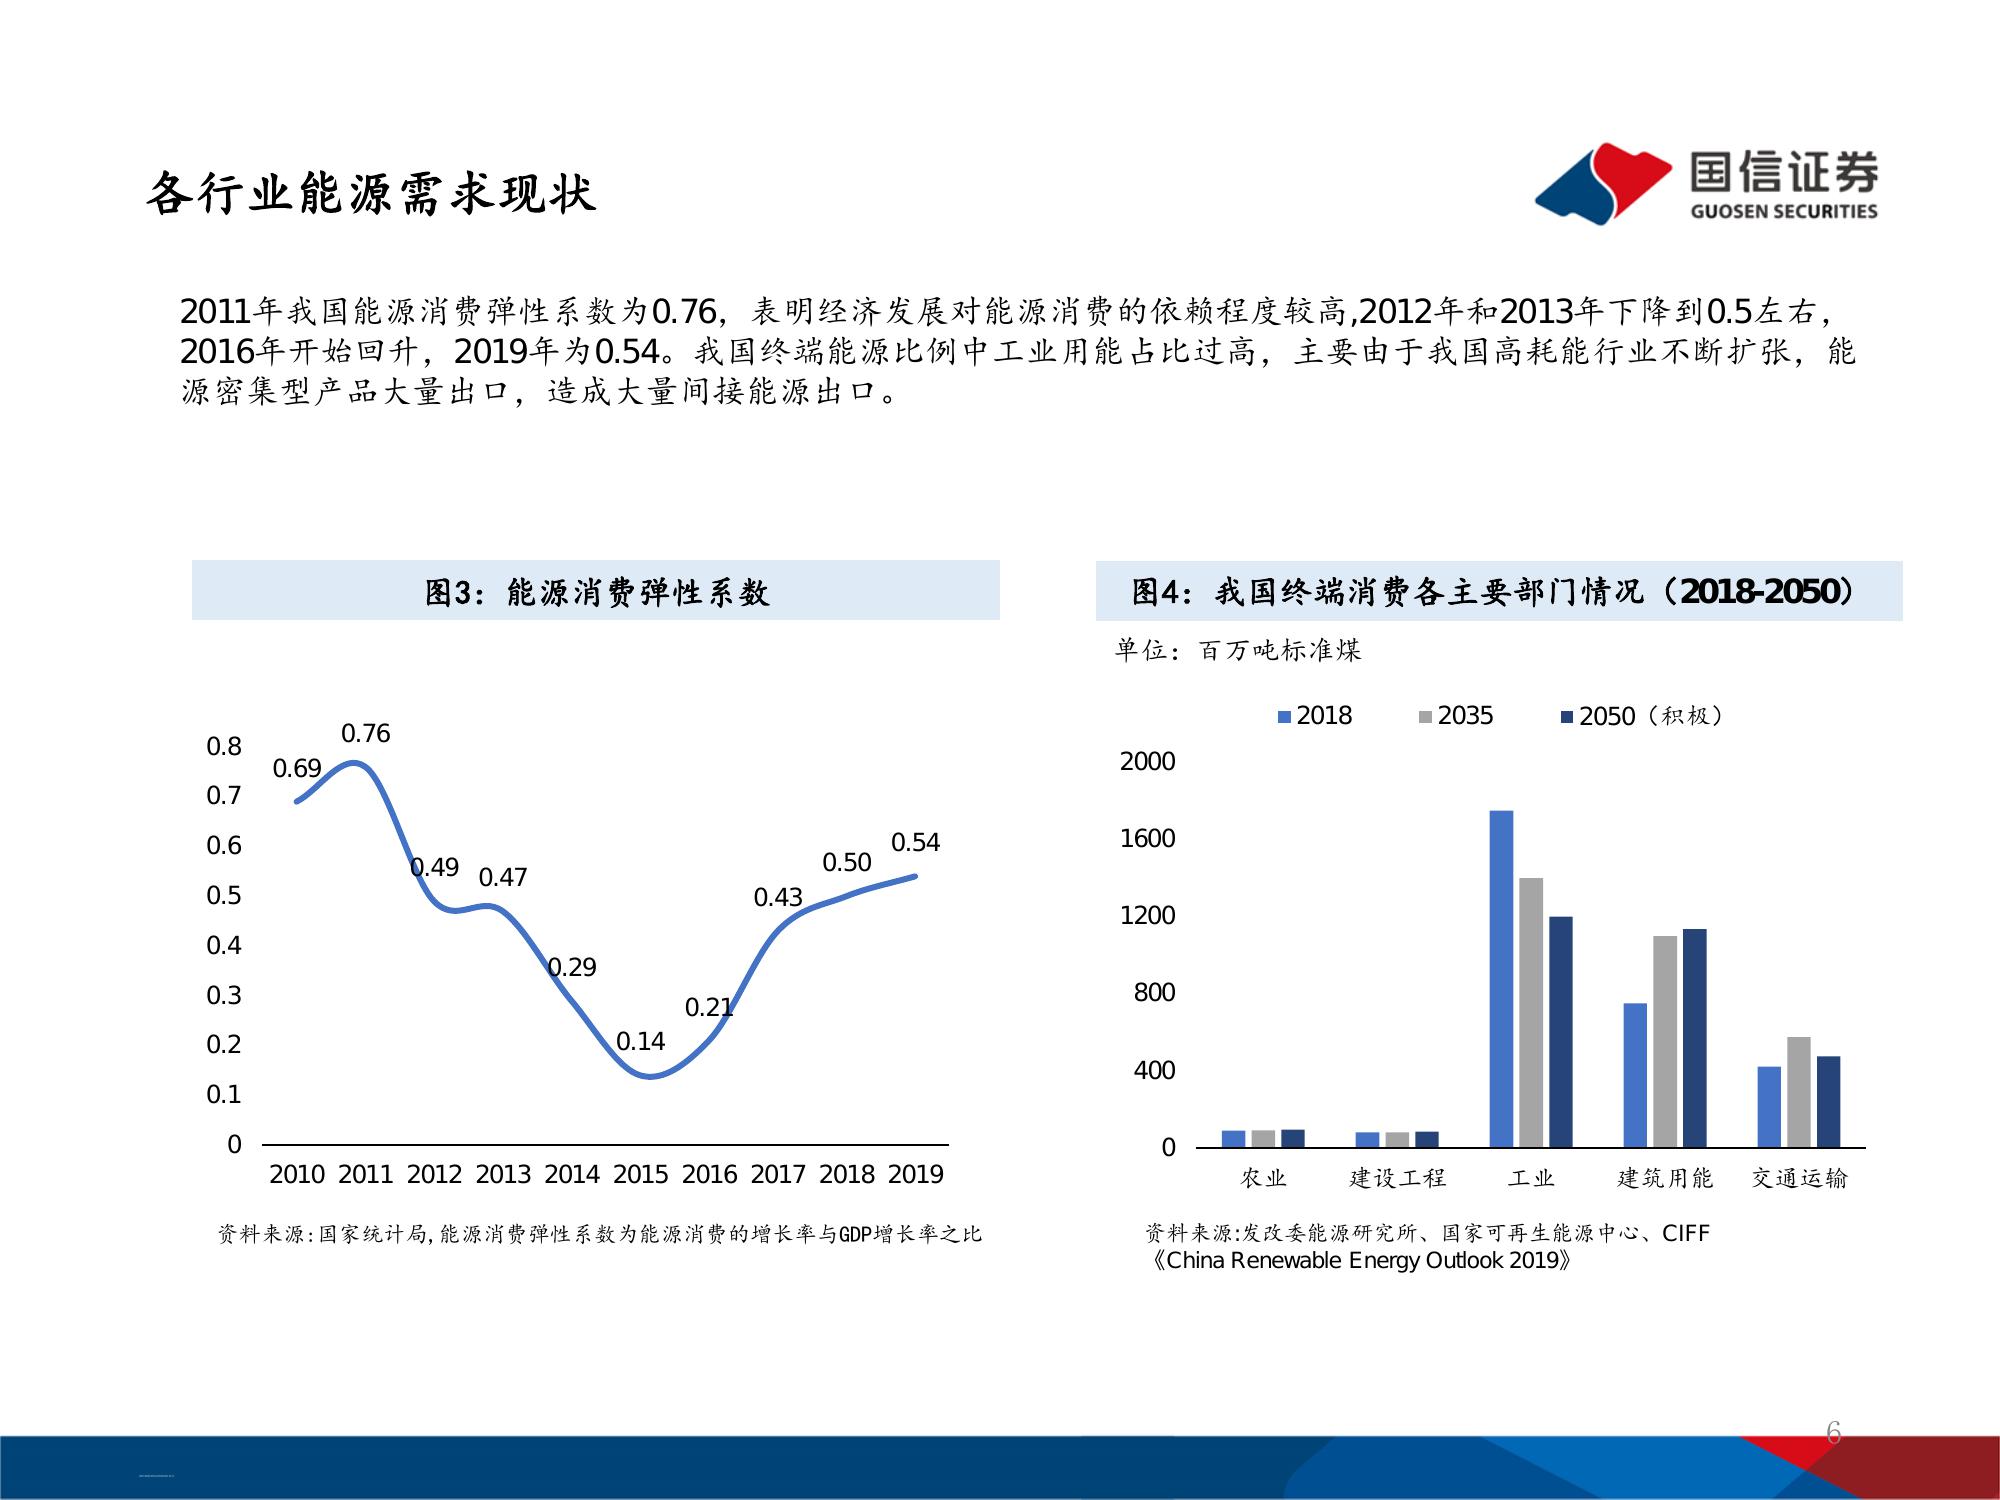 各行业能源需求现状
国信证券
GUOSEN SECURITIES
2011年我国能源消费弹性系数为0.76，表明经济发展对能源消费的依赖程度较高,2012年和2013年下降到0.5左右，
2016年开始回升，2019年为0.54。我国终端能源比例中工业用能占比过高，主要由于我国高耗能行业不断扩张，能
源密集型产品大量出口，造成大量间接能源出口。
图3：能源消费弹性系数
0.8
0.7
0.6
0.5
0.4
0.3
0.2
0.1
0
0.69
0.76
0.49
0.47
0.29
0.14
0.21
0.43
0.50
0.54
2010 2011 2012 2013 2014 2015 2016 2017 2018 2019
资料来源:国家统计局,能源消费弹性系数为能源消费的增长率与GDP增长率之比
图4：我国终端消费各主要部门情况（2018-2050）
单位：百万吨标准煤
2018 2035 2050（积极）
2000
1600
1200
800
400
0
农业 建设工程 工业 建筑用能 交通运输
资料来源:发改委能源研究所、国家可再生能源中心、CIFF
《China Renewable Energy Outlook 2019》
6